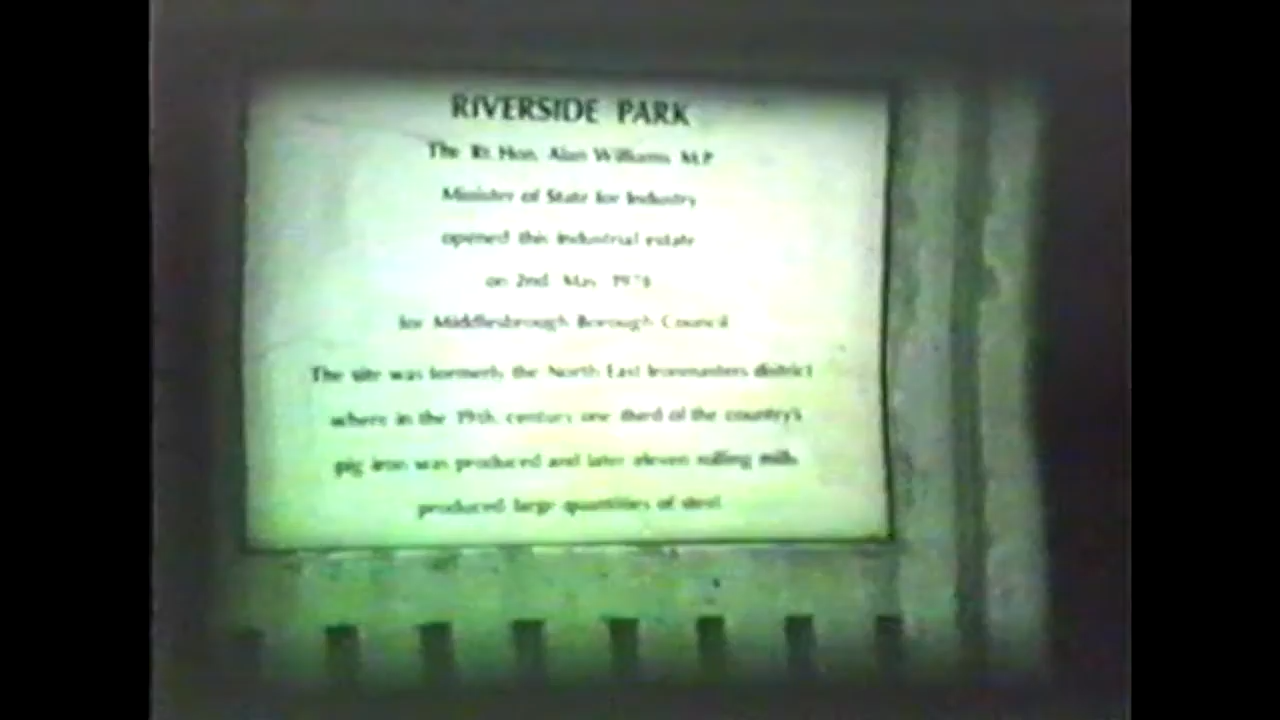 RIVERSIDE PARK
The Rt. Hon. Alan Williams M.P
Minister of State for Industry
opened this industrial estate
on 2nd. May
for Middlesbrough Borough Council
The site was formerly the North East Ironmasters district
where in the 19th. century one third of the country's
pig iron was produced and later eleven rolling mills
produced large quantities of steel